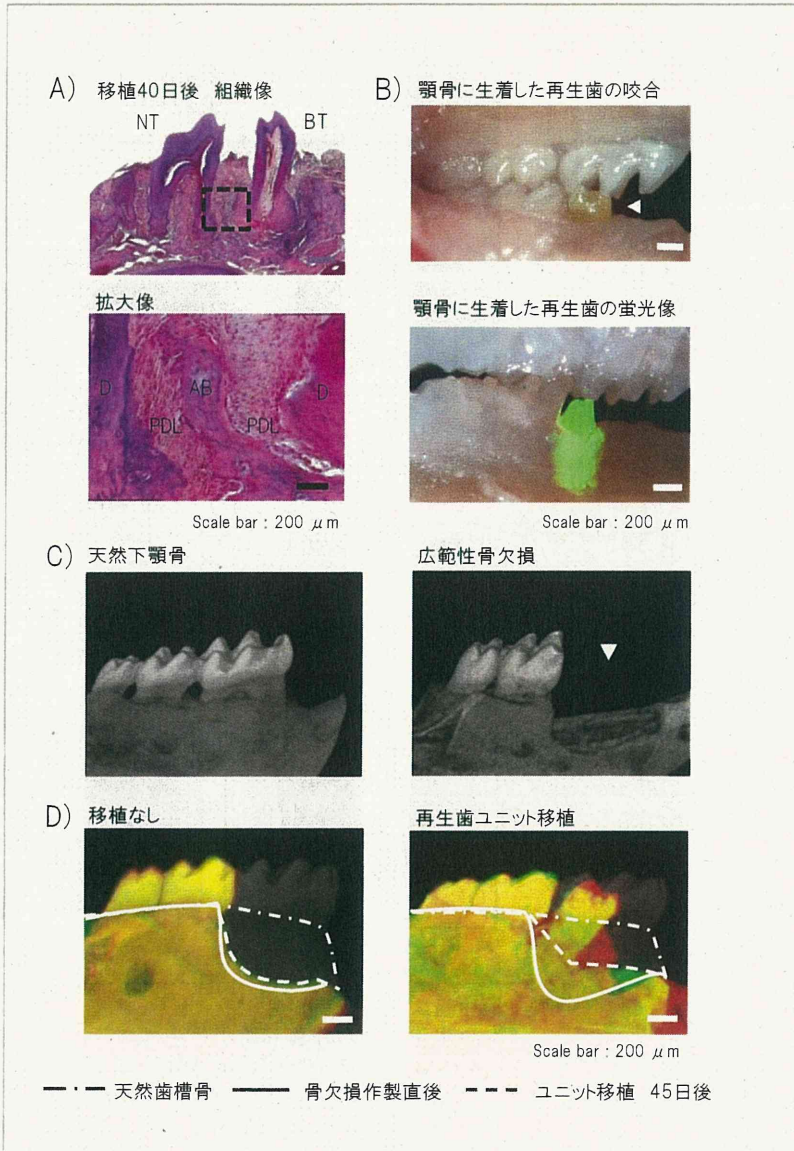 A) 移植40日後 組織像
NT
BT
拡大像
D
AB
D
PDL
PDL
Scale bar : 200 μm
B) 顎骨に生着した再生歯の咬合
顎骨に生着した再生歯の蛍光像
Scale bar : 200 μm
C) 天然下顎骨
広範性骨欠損
D) 移植なし
再生歯ユニット移植
Scale bar : 200 μm
天然歯槽骨 骨欠損作製直後 ユニット移植 45日後